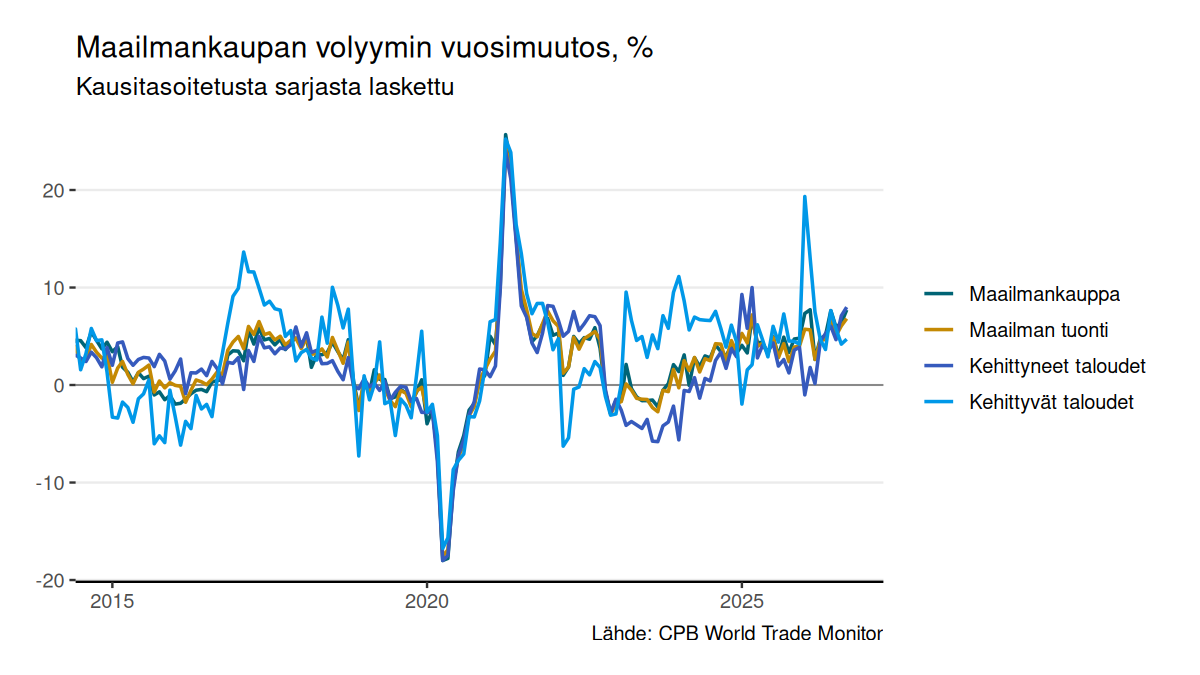 Maailmankaupan volyymin vuosimuutos, %
Kausitasoitetusta sarjasta laskettu
20
10
0
-10
-20
2015
2020
2025
Maailmankauppa
Maailman tuonti
Kehittyneet taloudet
Kehittyvät taloudet
Lähde: CPB World Trade Monitor